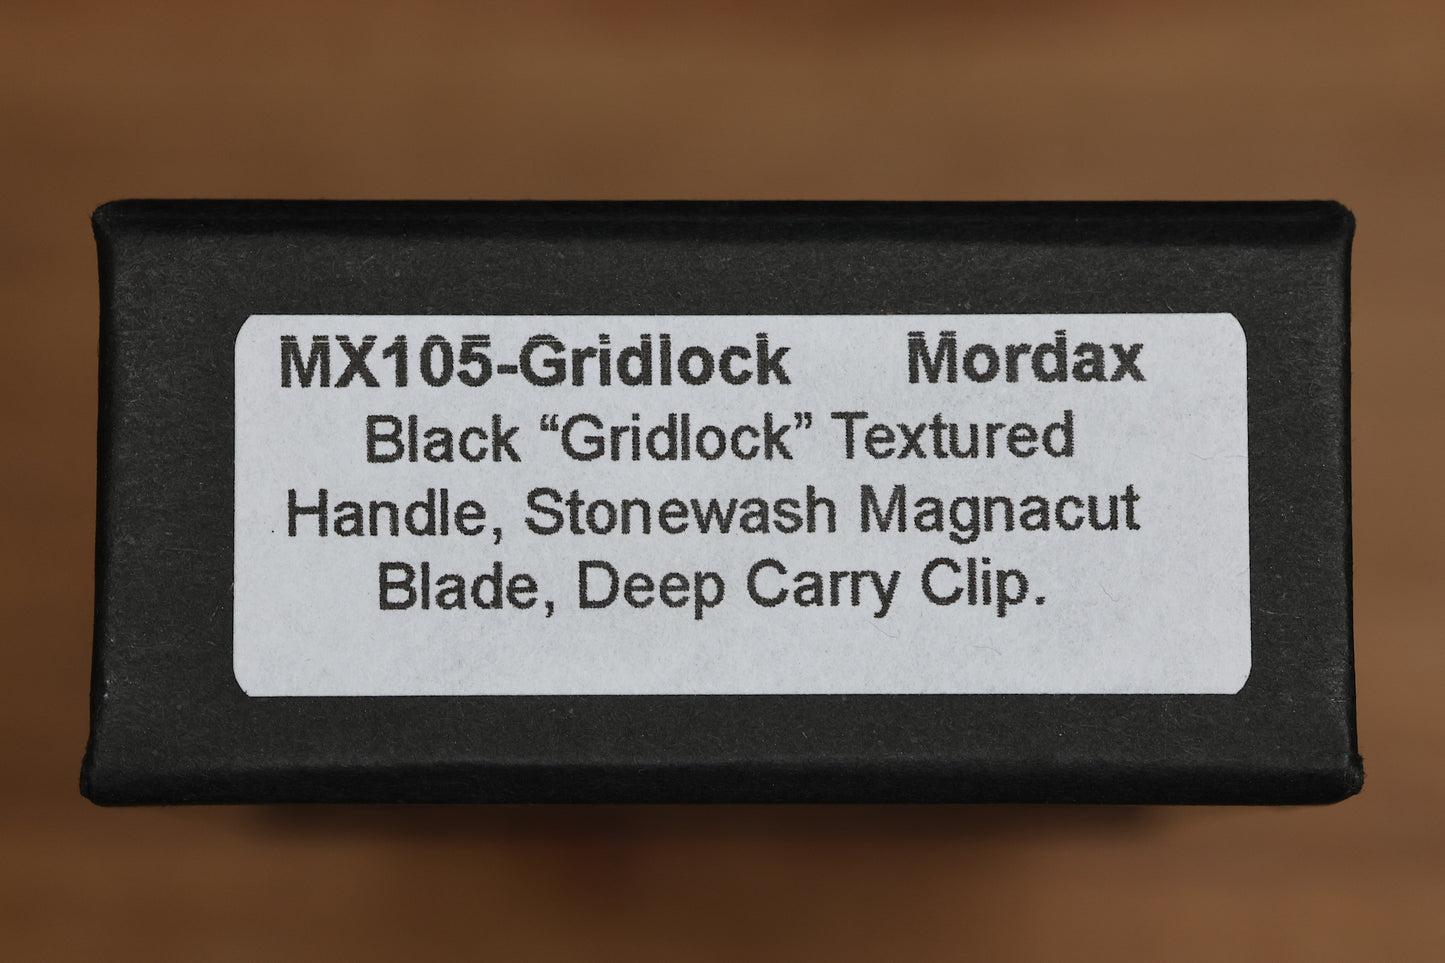 MX105-Gridlock Mordax
Black “Gridlock” Textured
Handle, Stonewash Magnacut
Blade, Deep Carry Clip.